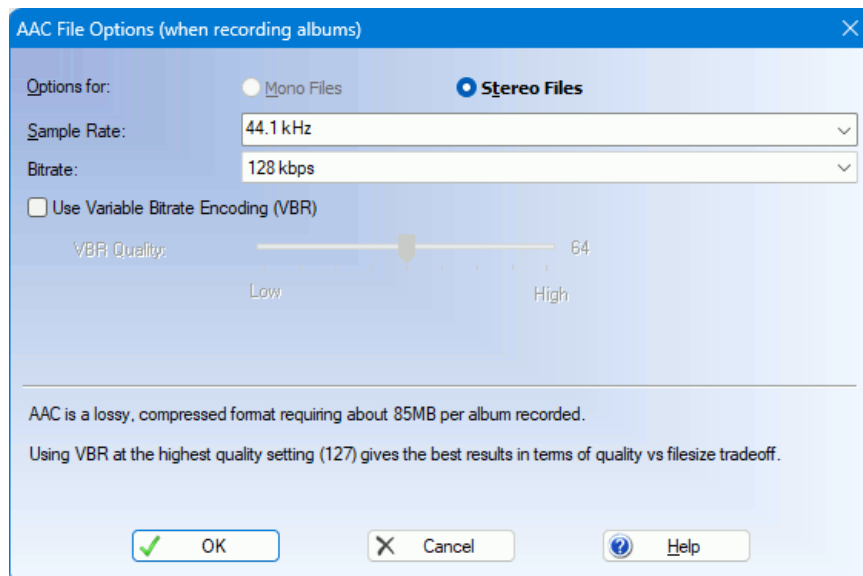 AAC File Options (when recording albums)
Options for: Mono Files Stereo Files
Sample Rate: 44.1 kHz
Bitrate: 128 kbps
Use Variable Bitrate Encoding (VBR)
VBR Quality: 64
Low High
AAC is a lossy, compressed format requiring about 85MB per album recorded.
Using VBR at the highest quality setting (127) gives the best results in terms of quality vs filesize tradeoff.
OK Cancel Help